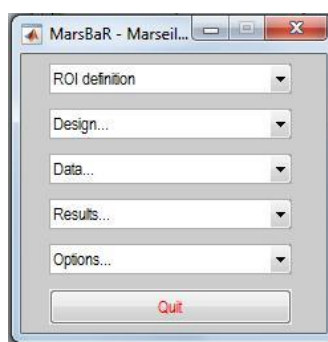 MarsBaR - Marseil...
ROI definition
Design...
Data...
Results...
Options...
Quit